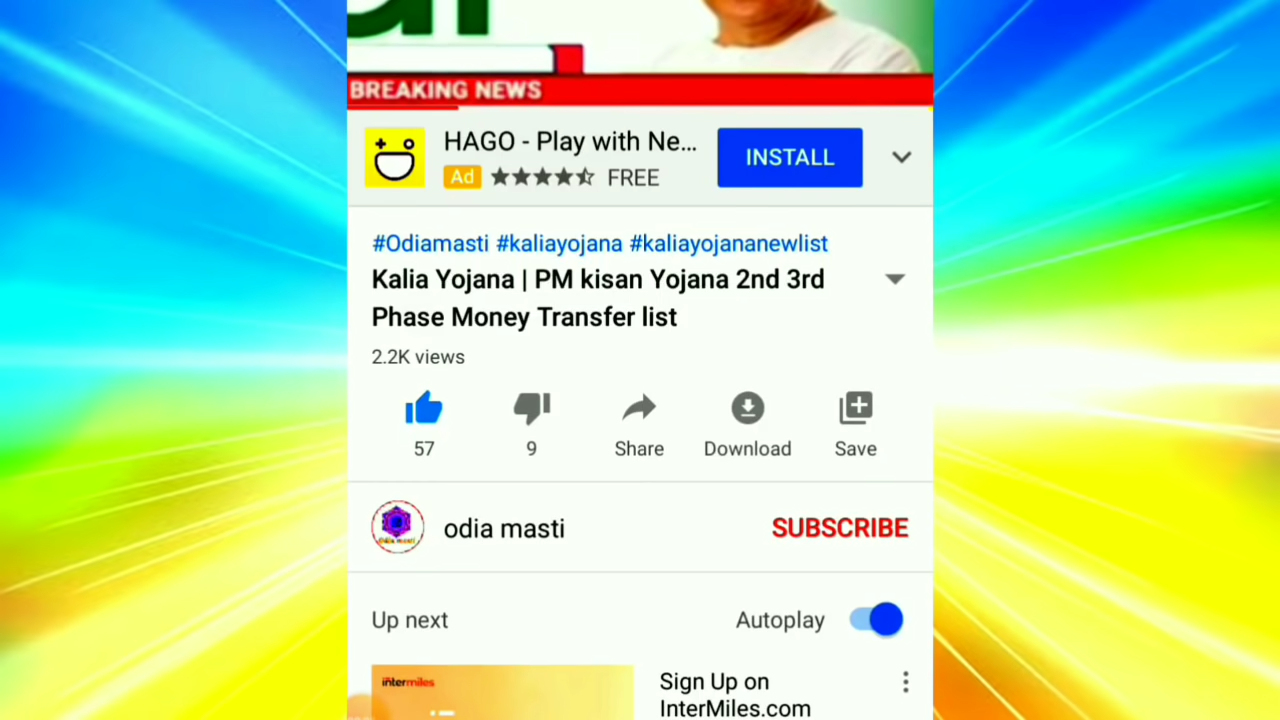 BREAKING NEWS
HAGO - Play with Ne...
INSTALL
Ad
FREE
#Odiamasti #kaliayojana #kaliayojananewlist
Kalia Yojana | PM kisan Yojana 2nd 3rd
Phase Money Transfer list
2.2K views
57
9
Share
Download
Save
odia masti
SUBSCRIBE
Up next
Autoplay
intermiles
Sign Up on
InterMiles.com